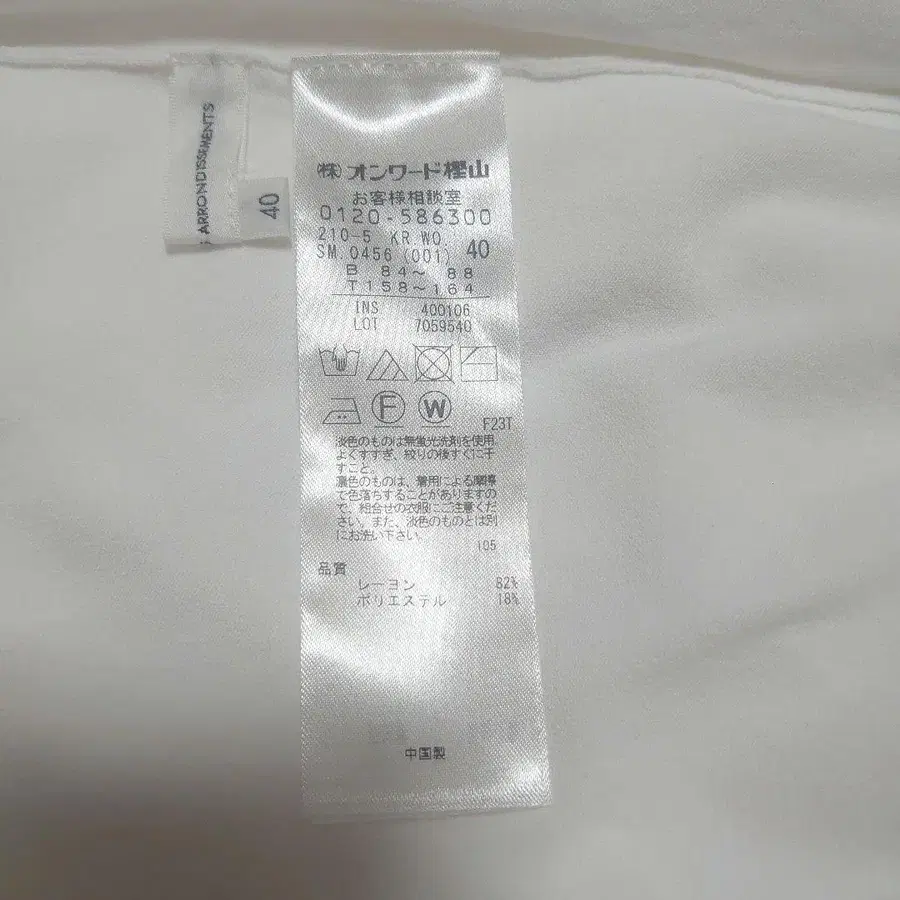 ARRONDISSEMENTS
40
㈱オンワード樫山
お客様相談室
0120-586300
210-5 KR WO.
SM.0456 (001) 40
B 84~ 88
T158~164
INS 400106
LOT 7059540
F
W
F23T
淡色のものは無蛍光洗剤を使用、
よくすすぎ、絞りの後すぐに干
すこと。
濃色のものは、着用による摩擦
で色落ちすることがありますの
で、組合せの衣服にご注意くだ
さい。また、淡色のものとは別
にお洗い下さい。
105
品質
レーヨン 82%
ポリエステル 18%
中国製